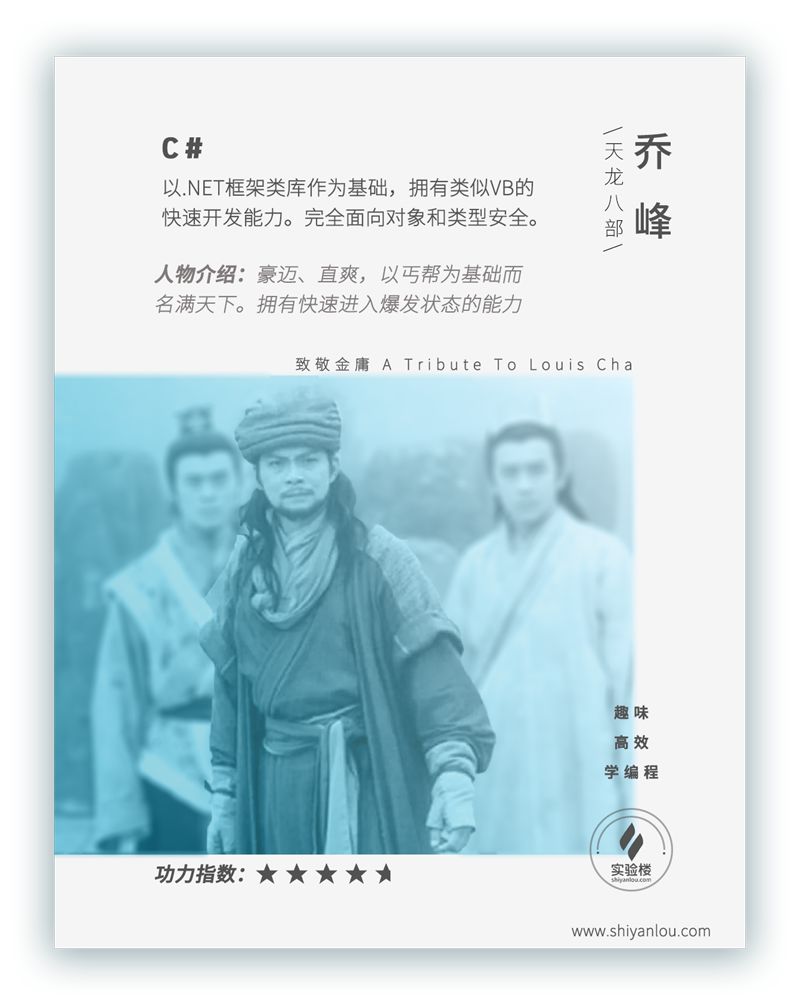 C#
以.NET框架类库作为基础，拥有类似VB的
快速开发能力。完全面向对象和类型安全。
乔峰
天龙八部
人物介绍：豪迈、直爽，以丐帮为基础而
名满天下。拥有快速进入爆发状态的能力
致敬金庸 A Tribute To Louis Cha
趣味
高效
学编程
实验楼
shiyanlou.com
功力指数：★★★★
www.shiyanlou.com